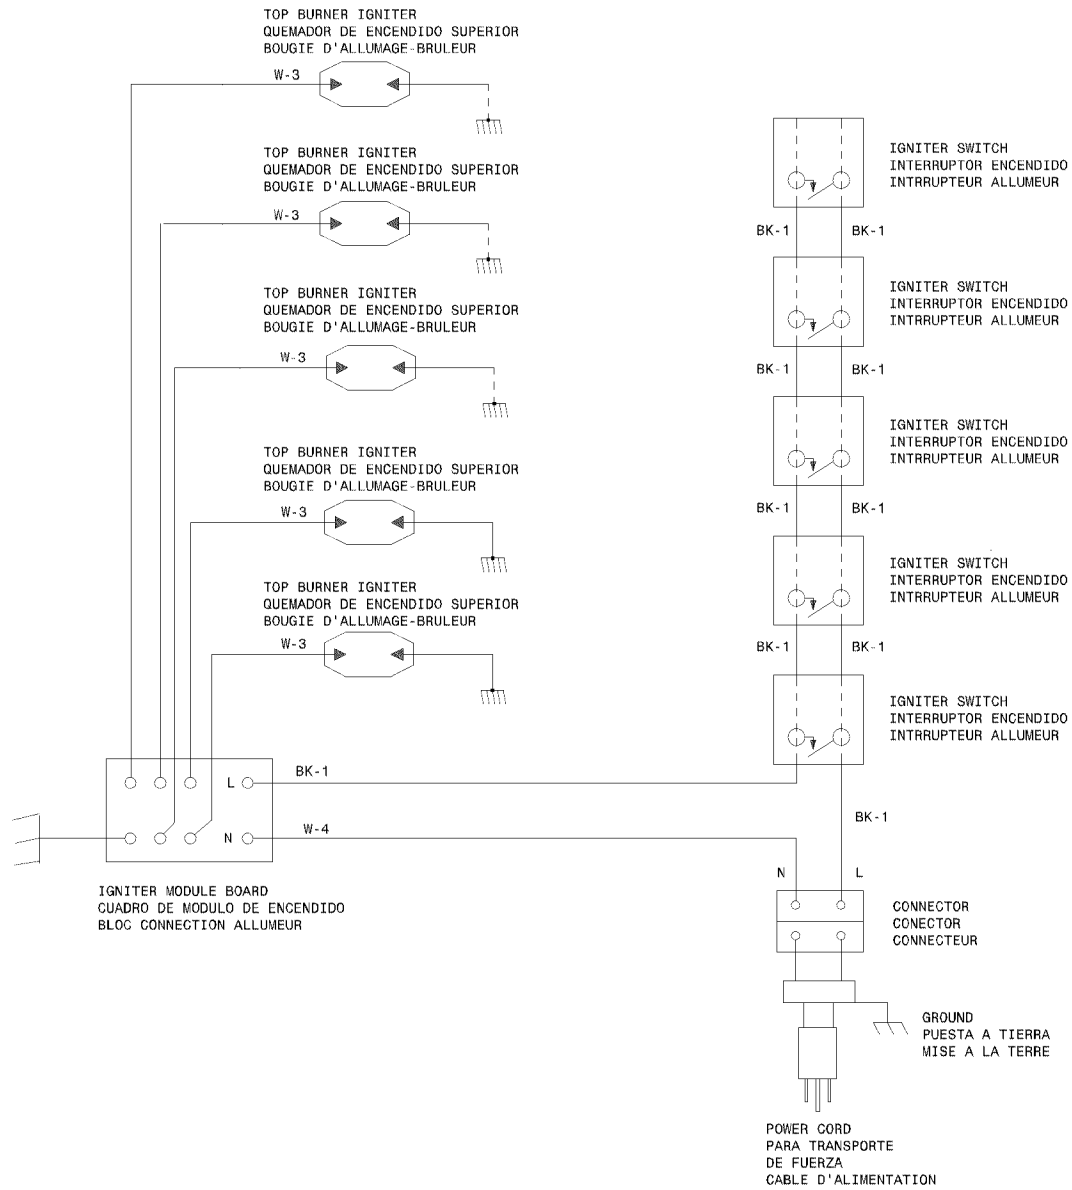 TOP BURNER IGNITER
QUEMADOR DE ENCENDIDO SUPERIOR
BOUGIE D'ALLUMAGE-BRULEUR
W-3
TOP BURNER IGNITER
QUEMADOR DE ENCENDIDO SUPERIOR
BOUGIE D'ALLUMAGE-BRULEUR
W-3
TOP BURNER IGNITER
QUEMADOR DE ENCENDIDO SUPERIOR
BOUGIE D'ALLUMAGE-BRULEUR
W-3
TOP BURNER IGNITER
QUEMADOR DE ENCENDIDO SUPERIOR
BOUGIE D'ALLUMAGE-BRULEUR
W-3
TOP BURNER IGNITER
QUEMADOR DE ENCENDIDO SUPERIOR
BOUGIE D'ALLUMAGE-BRULEUR
W-3
IGNITER SWITCH
INTERRUPTOR ENCENDIDO
INTRRUPTEUR ALLUMEUR
BK-1 BK-1
IGNITER SWITCH
INTERRUPTOR ENCENDIDO
INTRRUPTEUR ALLUMEUR
BK-1 BK-1
IGNITER SWITCH
INTERRUPTOR ENCENDIDO
INTRRUPTEUR ALLUMEUR
BK-1 BK-1
IGNITER SWITCH
INTERRUPTOR ENCENDIDO
INTRRUPTEUR ALLUMEUR
BK-1 BK-1
IGNITER SWITCH
INTERRUPTOR ENCENDIDO
INTRRUPTEUR ALLUMEUR
L
BK-1
N
W-4
BK-1
IGNITER MODULE BOARD
CUADRO DE MODULO DE ENCENDIDO
BLOC CONNECTION ALLUMEUR
N L
CONNECTOR
CONECTOR
CONNECTEUR
GROUND
PUESTA A TIERRA
MISE A LA TERRE
POWER CORD
PARA TRANSPORTE
DE FUERZA
CABLE D'ALIMENTATION